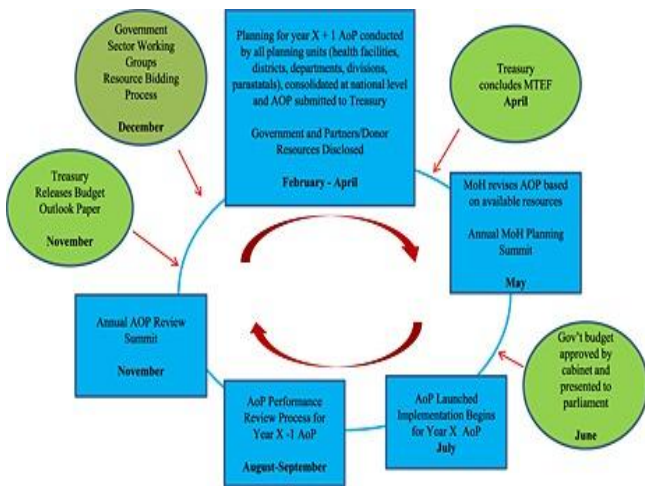 Government
Sector Working
Groups
Resource Bidding
Process
December
Planning for year X + 1 AoP conducted
by all planning units (health facilities,
districts, departments, divisions,
parastatals), consolidated at national level
and AOP submitted to Treasury
Government and Partners/Donor
Resources Disclosed
February - April
Treasury
concludes MTEF
April
Treasury
Releases Budget
Outlook Paper
November
MoH revises AOP based
on available resources
Annual MoH Planning
Summit
May
Annual AOP Review
Summit
November
Gov't budget
approved by
cabinet and
presented to
parliament
June
AoP Performance
Review Process for
Year X -1 AoP
August-September
AoP Launched
Implementation Begins
for Year X AoP
July